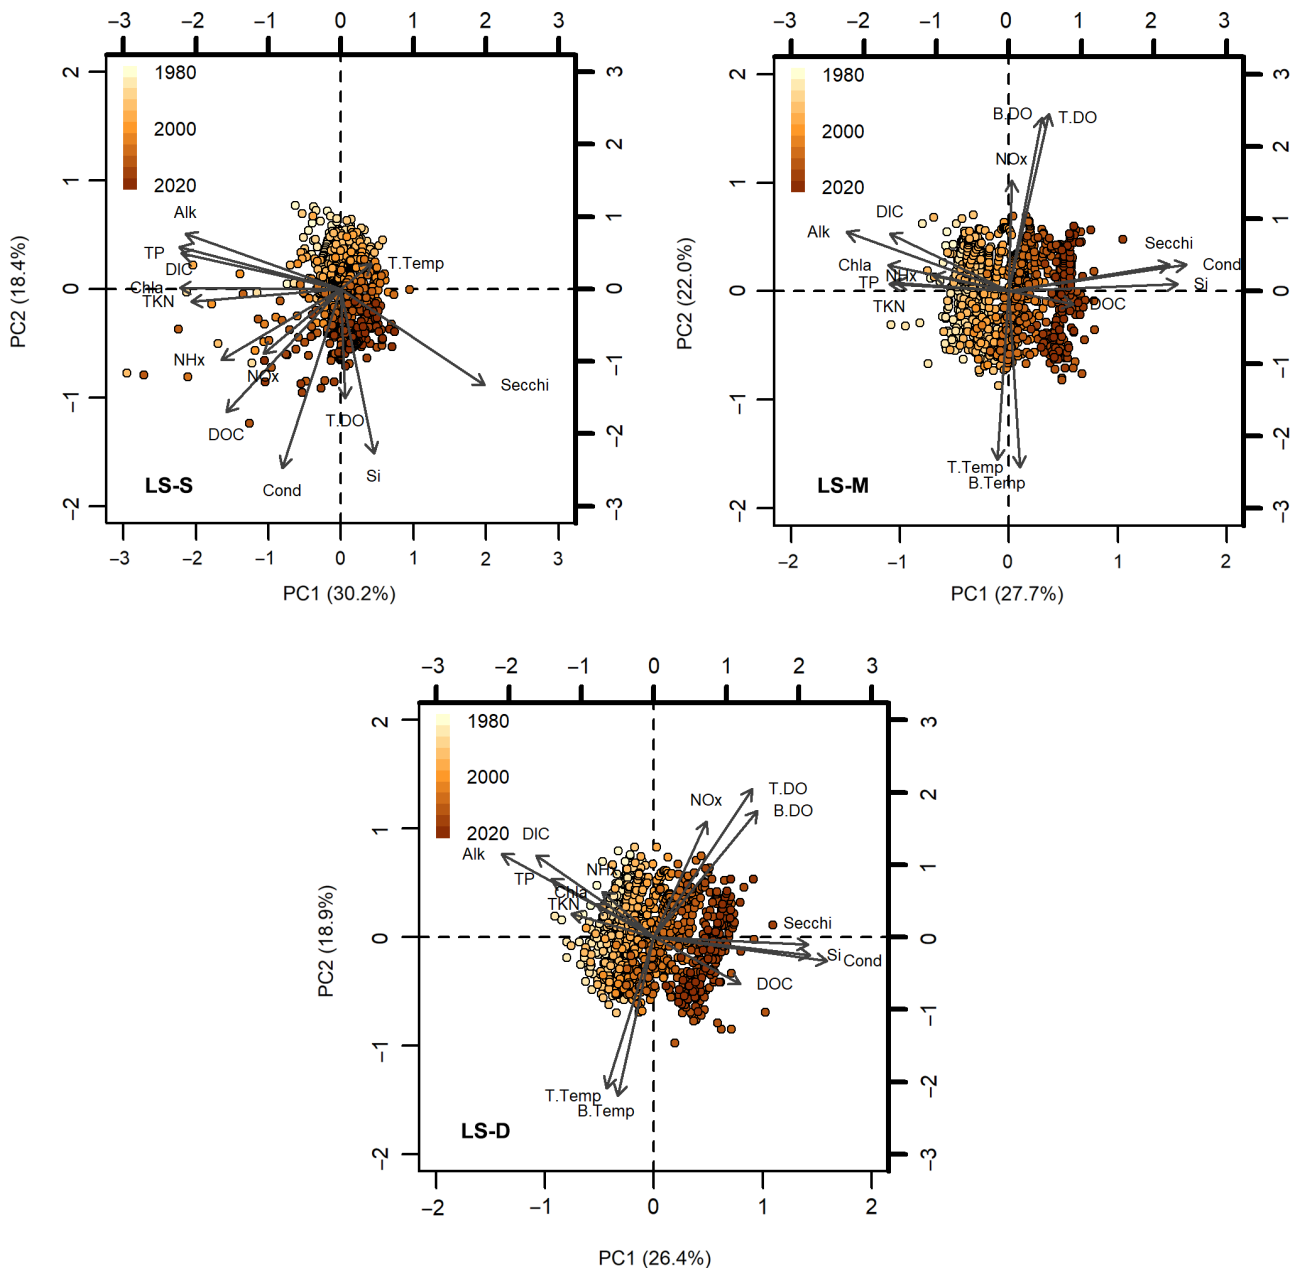 −3 −2 −1 0 1 2 3
2 1 0 −1 −2
3 2 1 0 −1 −2 −3
1980
2000
2020
Alk
TP
DIC
T.Temp
Chla
TKN
NHx
NOx
Secchi
DOC
T.DO
Si
Cond
LS-S
−3 −2 −1 0 1 2 3
PC1 (30.2%)
PC2 (18.4%)
−3 −2 −1 0 1 2 3
2 1 0 −1 −2
3 2 1 0 −1 −2 −3
1980
2000
2020
B.DO
T.DO
NOx
DIC
Alk
Secchi
Chla
Cond
NHx
TP
Si
TKN
DOC
T.Temp
B.Temp
LS-M
−2 −1 0 1 2
PC1 (27.7%)
PC2 (22.0%)
−3 −2 −1 0 1 2 3
2 1 0 −1 −2
3 2 1 0 −1 −2 −3
1980
2000
2020
T.DO
NOx
B.DO
DIC
Alk
NHx
TP
Chla
TKN
Secchi
Si
Cond
DOC
T.Temp
B.Temp
LS-D
−2 −1 0 1 2
PC1 (26.4%)
PC2 (18.9%)